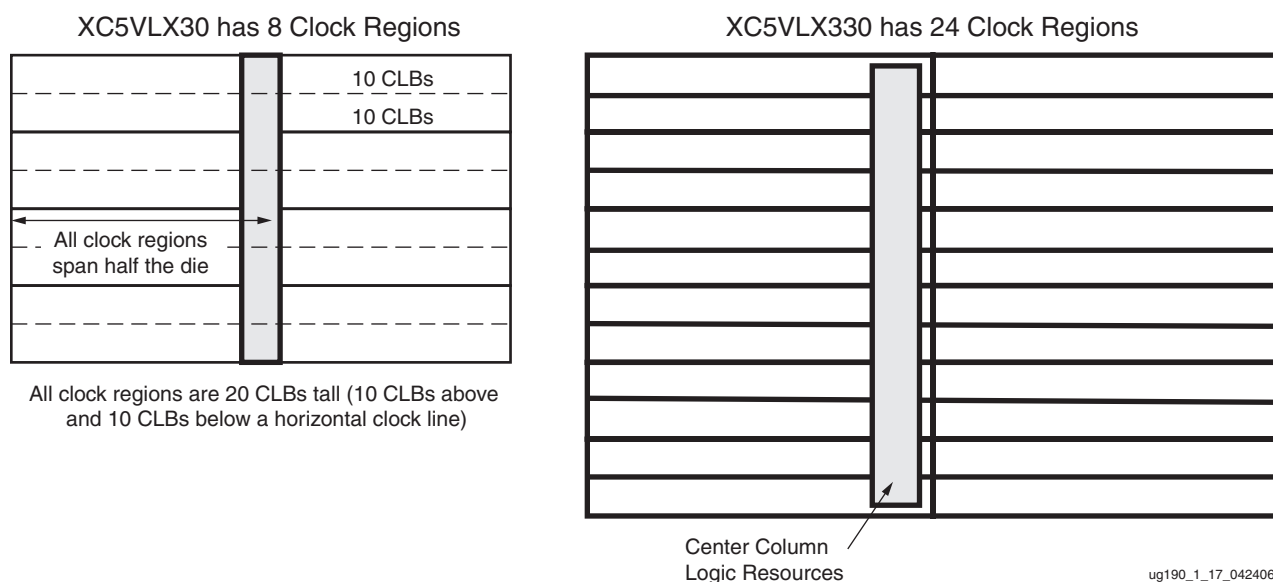 XC5VLX30 has 8 Clock Regions
10 CLBs
10 CLBs
All clock regions
span half the die
All clock regions are 20 CLBs tall (10 CLBs above
and 10 CLBs below a horizontal clock line)
XC5VLX330 has 24 Clock Regions
Center Column
Logic Resources
ug190_1_17_042406